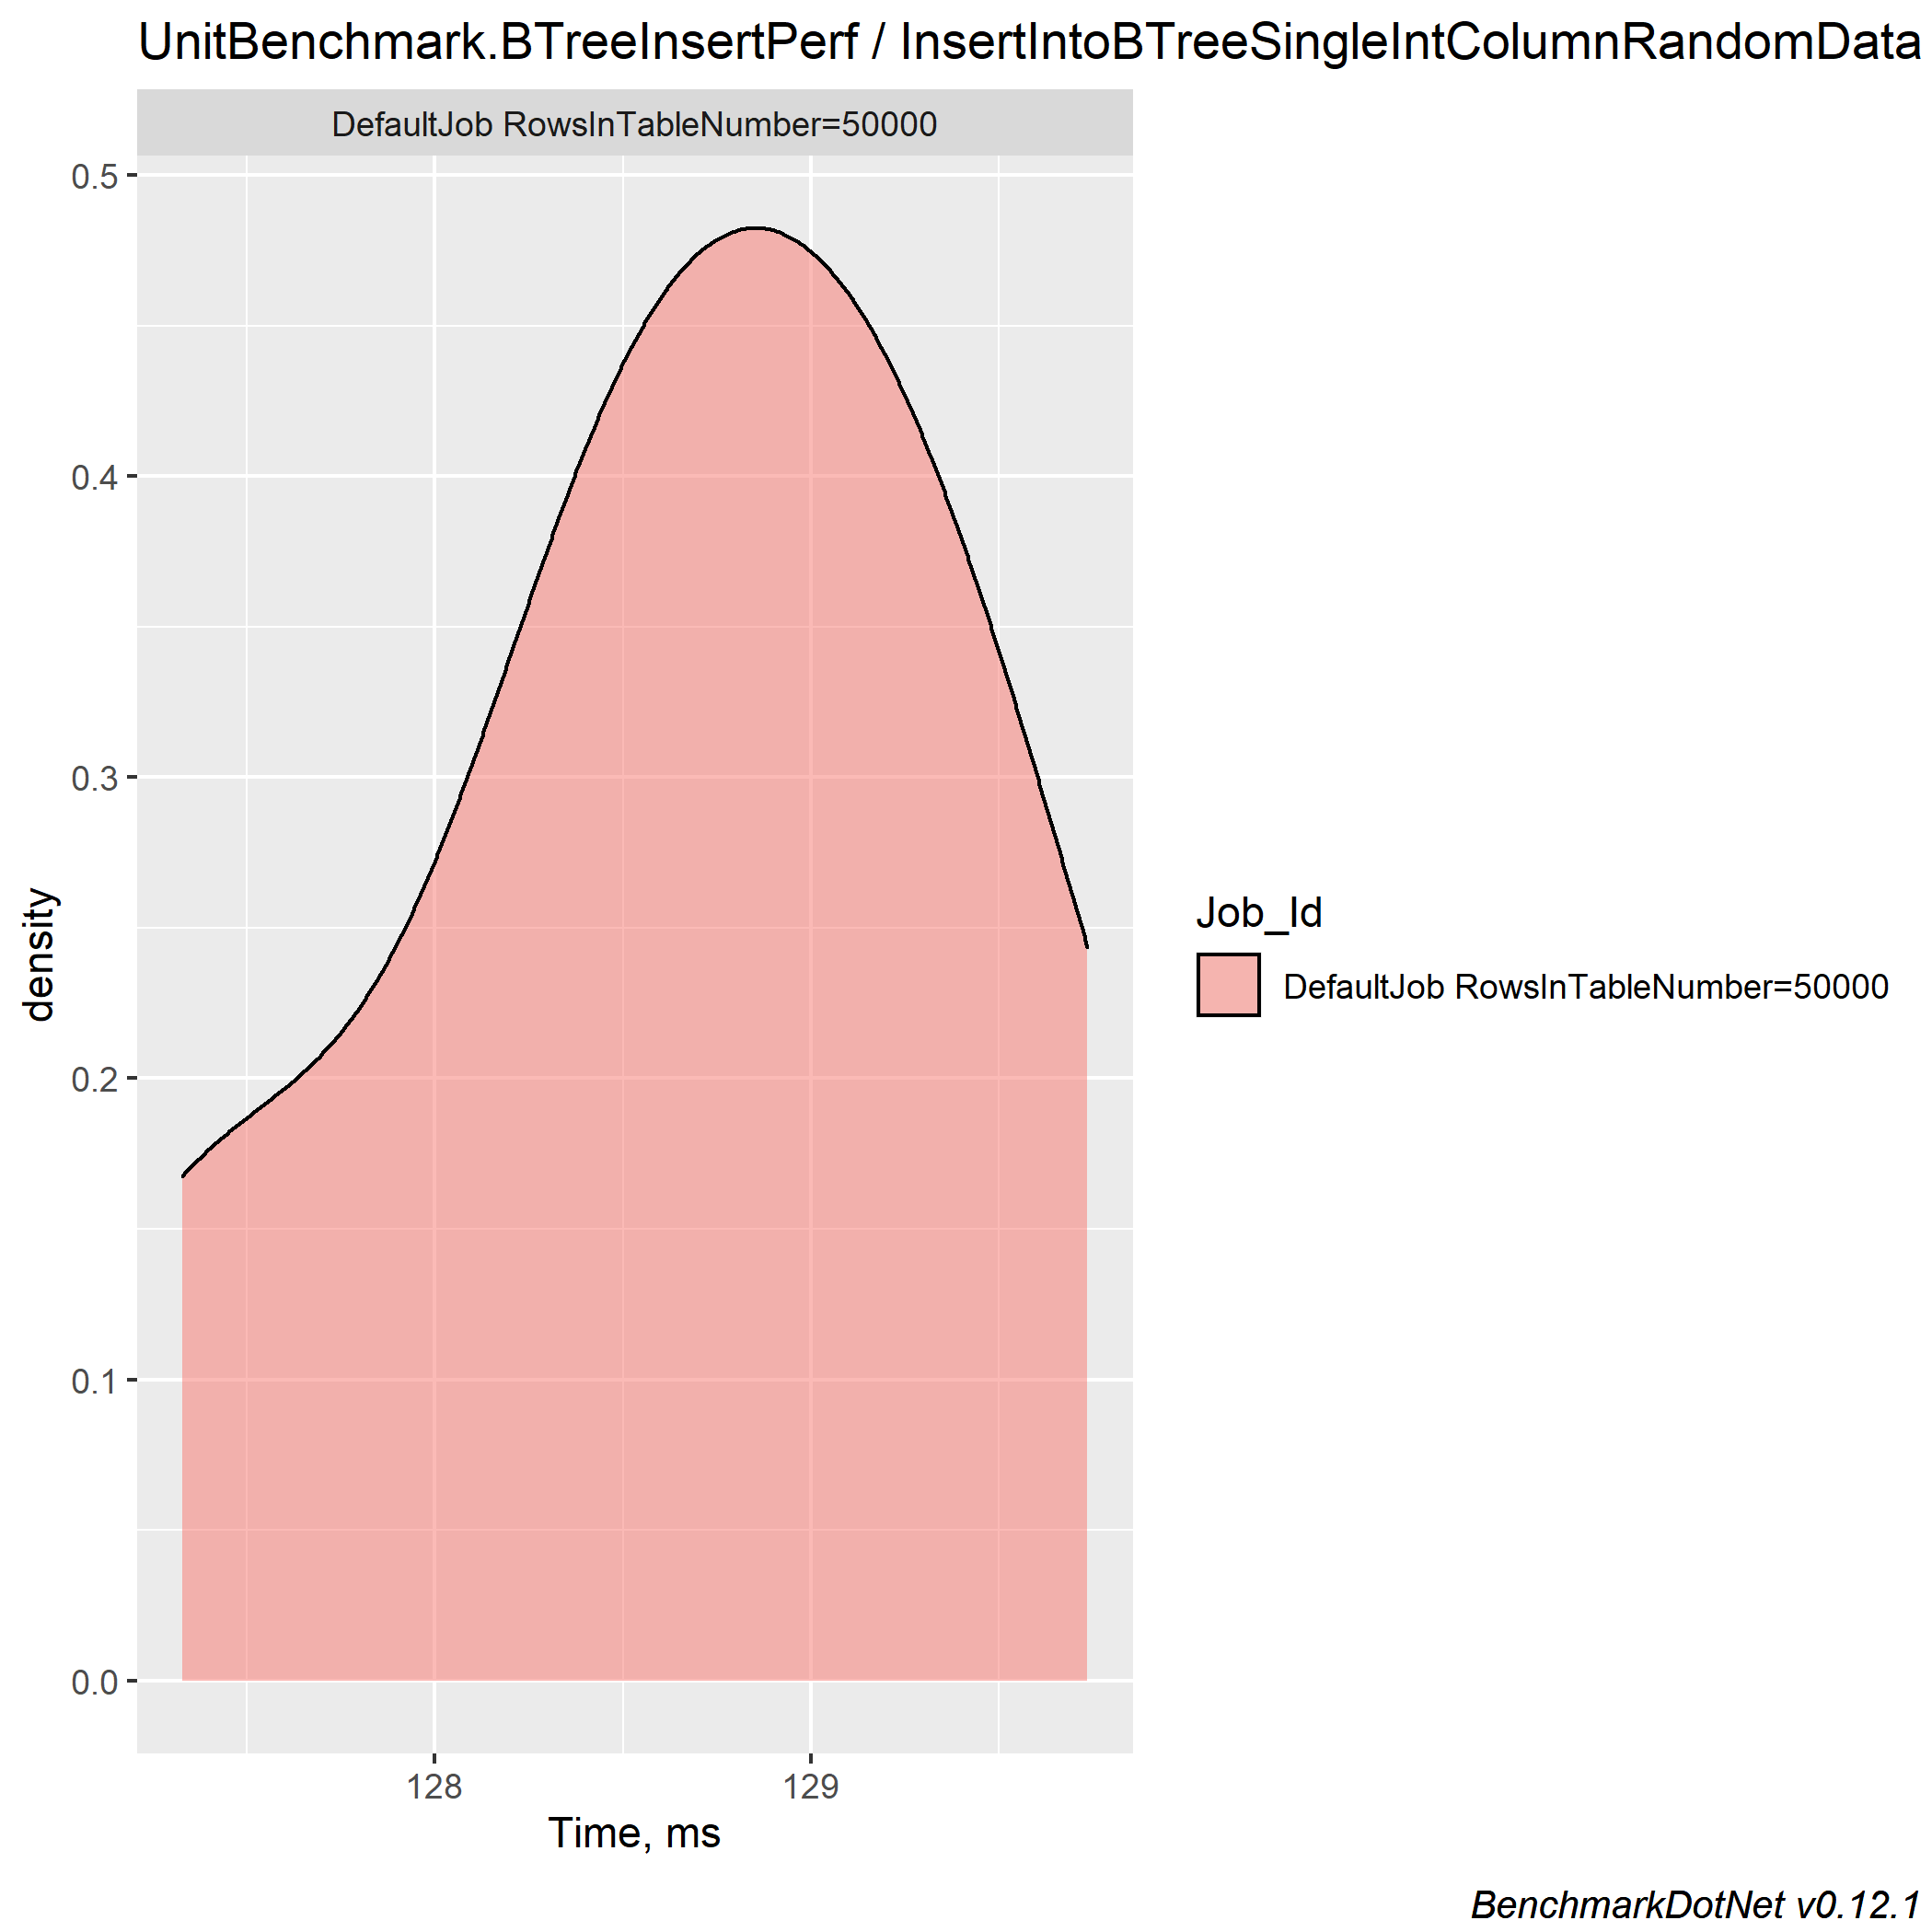 UnitBenchmark.BTreeInsertPerf / InsertIntoBTreeSingleIntColumnRandomData
DefaultJob RowsInTableNumber=50000
0.5
0.4
0.3
0.2
0.1
0.0
density
128
129
Time, ms
Job_Id
DefaultJob RowsInTableNumber=50000
BenchmarkDotNet v0.12.1